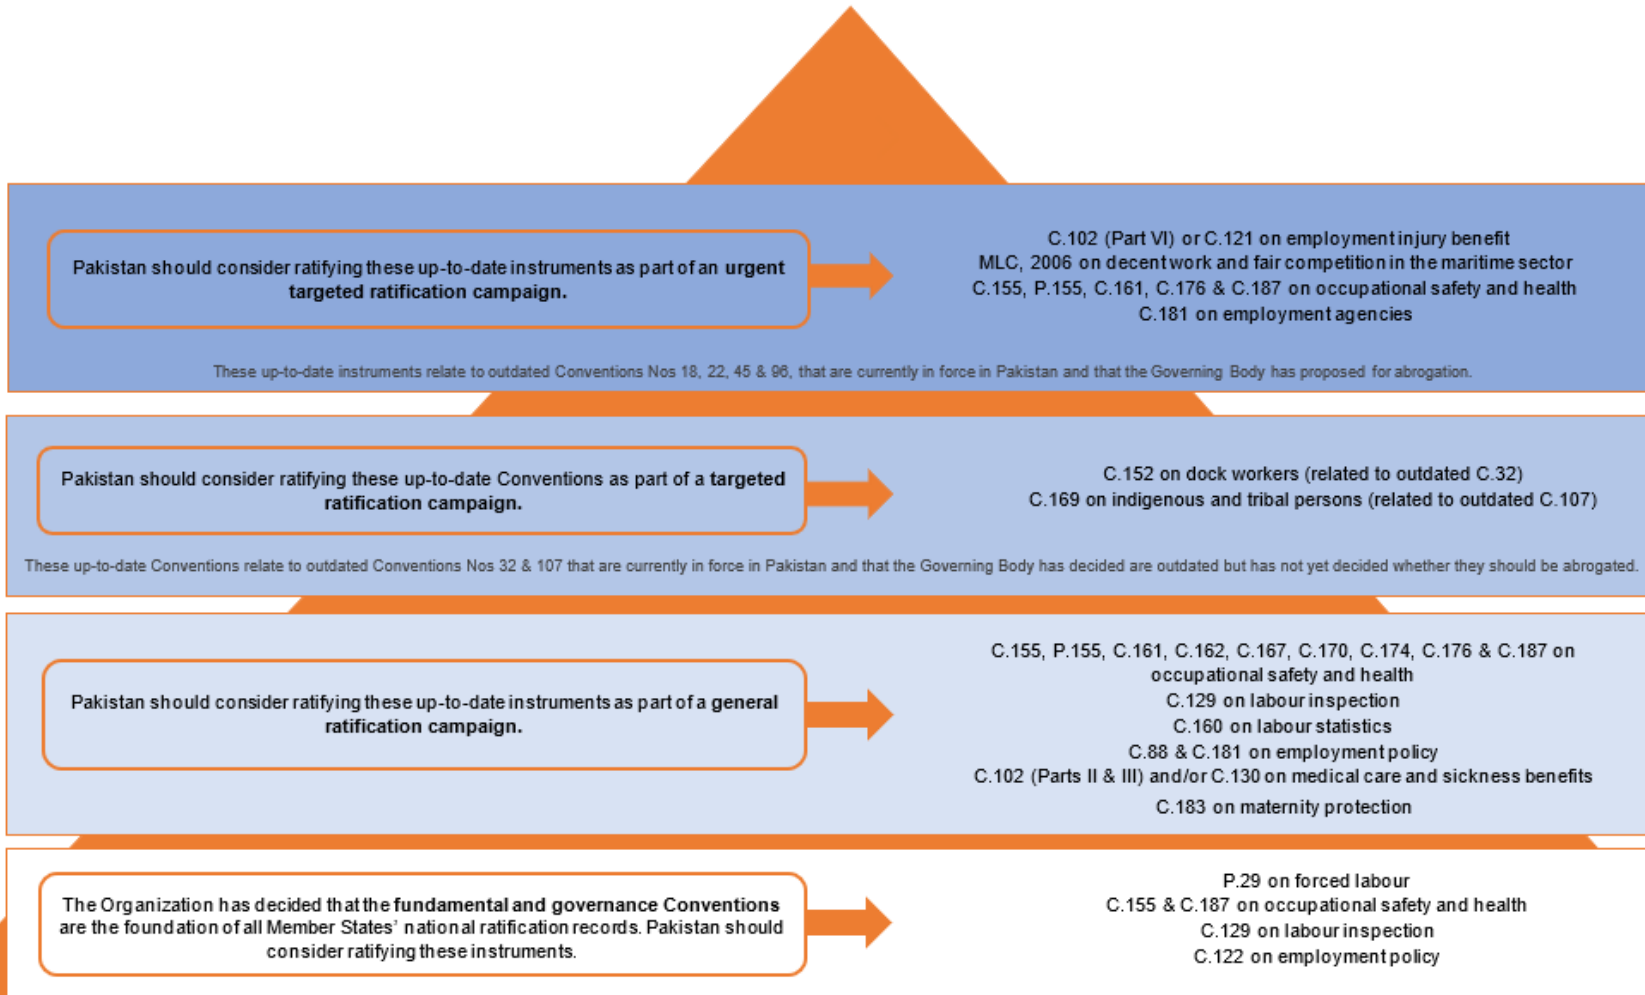 Pakistan should consider ratifying these up-to-date instruments as part of an urgent
targeted ratification campaign.
C.102 (Part VI) or C.121 on employment injury benefit
MLC, 2006 on decent work and fair competition in the maritime sector
C.155, P.155, C.161, C.176 & C.187 on occupational safety and health
C.181 on employment agencies
These up-to-date instruments relate to outdated Conventions Nos 18, 22, 45 & 96, that are currently in force in Pakistan and that the Governing Body has proposed for abrogation.
Pakistan should consider ratifying these up-to-date Conventions as part of a targeted
ratification campaign.
C.152 on dock workers (related to outdated C.32)
C.169 on indigenous and tribal persons (related to outdated C.107)
These up-to-date Conventions relate to outdated Conventions Nos 32 & 107 that are currently in force in Pakistan and that the Governing Body has decided are outdated but has not yet decided whether they should be abrogated.
Pakistan should consider ratifying these up-to-date instruments as part of a general
ratification campaign.
C.155, P.155, C.161, C.162, C.167, C.170, C.174, C.176 & C.187 on
occupational safety and health
C.129 on labour inspection
C.160 on labour statistics
C.88 & C.181 on employment policy
C.102 (Parts II & III) and/or C.130 on medical care and sickness benefits
C.183 on maternity protection
The Organization has decided that the fundamental and governance Conventions
are the foundation of all Member States' national ratification records. Pakistan should
consider ratifying these instruments.
P.29 on forced labour
C.155 & C.187 on occupational safety and health
C.129 on labour inspection
C.122 on employment policy